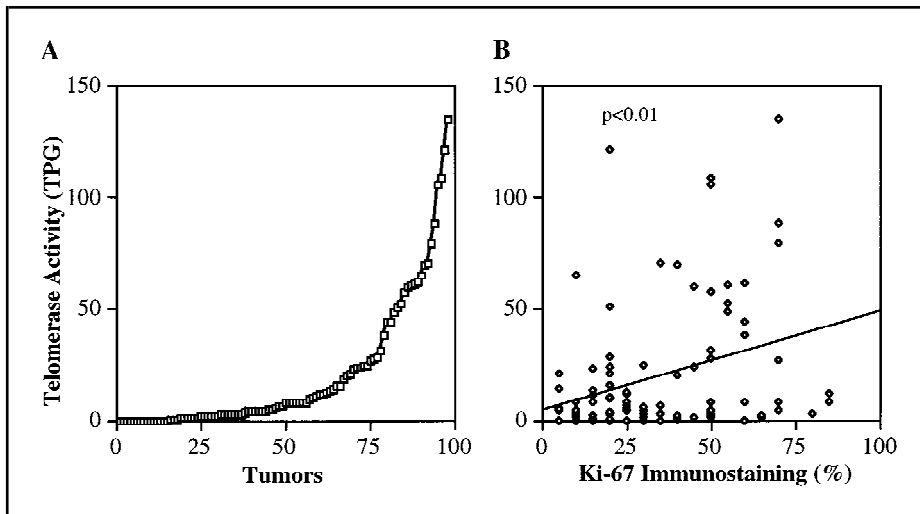 A
B
150
100
50
0
Telomerase Activity (TPG)
0 25 50 75 100
Tumors
150
100
50
0
p<0.01
0 25 50 75 100
Ki-67 Immunostaining (%)